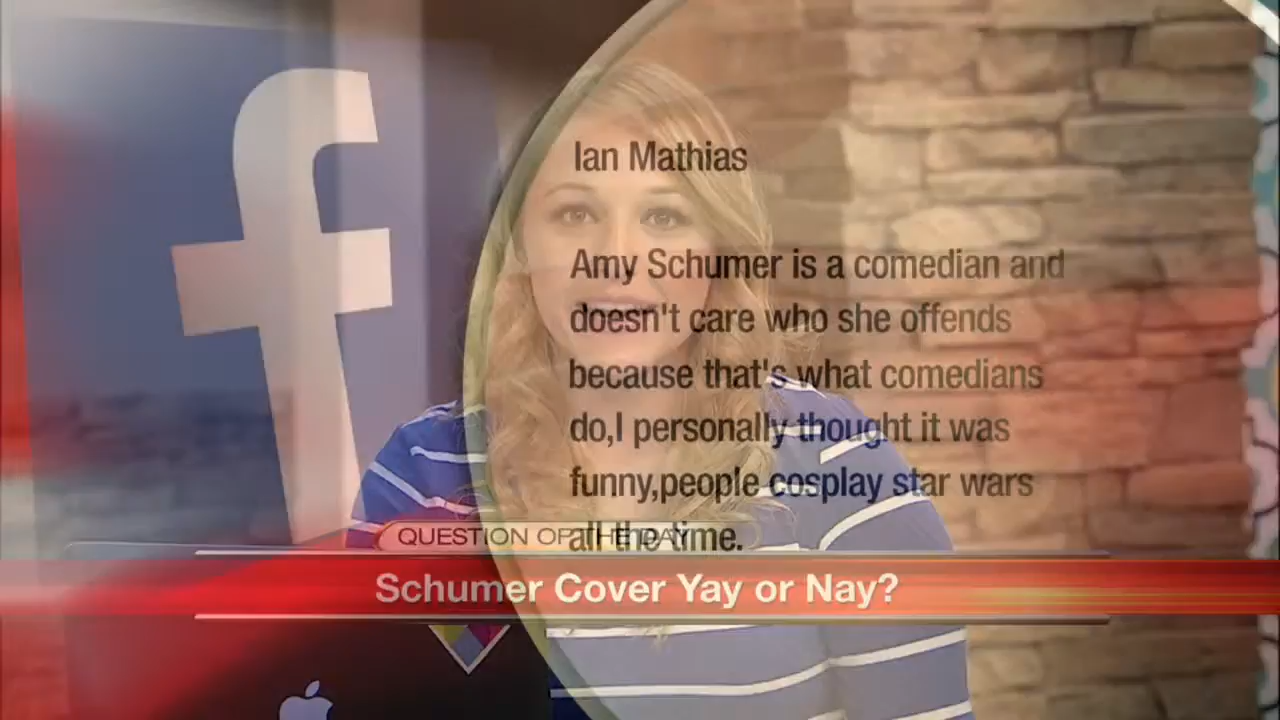 Ian Mathias
Amy Schumer is a comedian and
doesn't care who she offends
because that's what comedians
do,I personally thought it was
funny,people cosplay star wars
all the time.
QUESTION OF THE DAY
Schumer Cover Yay or Nay?